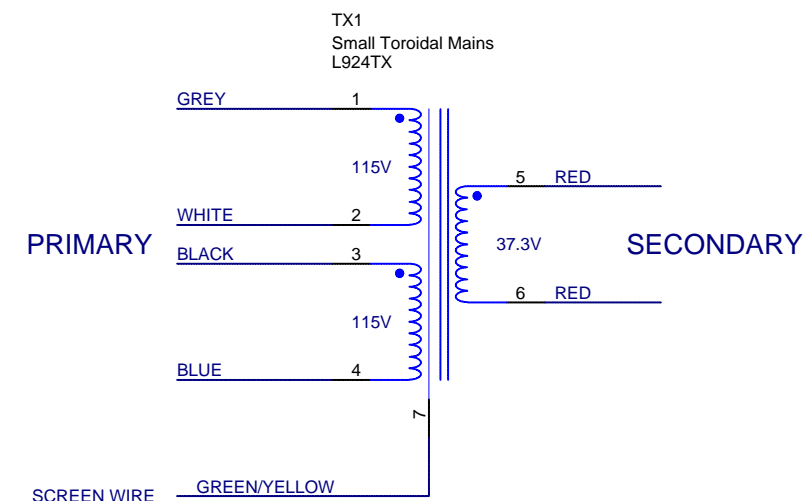 TX1
Small Toroidal Mains
L924TX
GREY 1
115V
WHITE 2
PRIMARY
BLACK 3
115V
BLUE 4
7
SCREEN WIRE GREEN/YELLOW
5 RED
37.3V
SECONDARY
6 RED